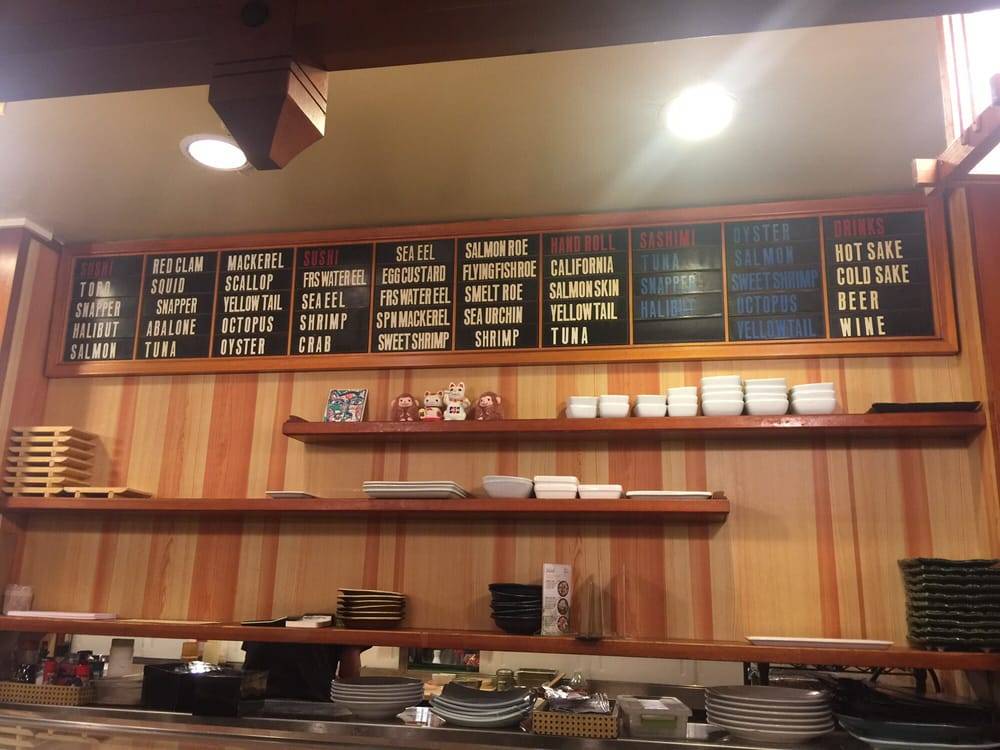 SUSHI
TORO
SNAPPER
HALIBUT
SALMON
RED CLAM
SQUID
SNAPPER
ABALONE
TUNA
MACKEREL
SCALLOP
YELLOW TAIL
OCTOPUS
OYSTER
SUSHI
FRS WATER EEL
SEA EEL
SHRIMP
CRAB
SEA EEL
EGG CUSTARD
FRS WATER EEL
SPN MACKEREL
SWEET SHRIMP
SALMON ROE
FLYING FISH ROE
SMELT ROE
SEA URCHIN
SHRIMP
HAND ROLL
CALIFORNIA
SALMON SKIN
YELLOW TAIL
TUNA
SASHIMI
TUNA
SNAPPER
HALIBUT
OYSTER
SALMON
SWEET SHRIMP
OCTOPUS
YELLOWTAIL
DRINKS
HOT SAKE
COLD SAKE
BEER
WINE
JCB